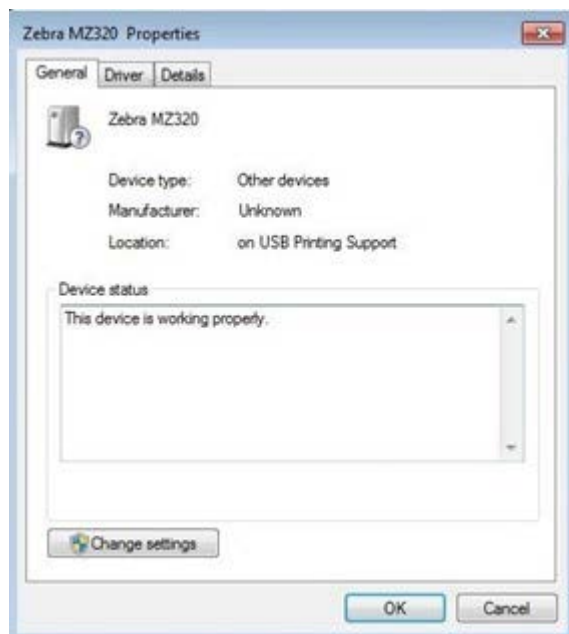 Zebra MZ320 Properties
General Driver Details
Zebra MZ320
Device type: Other devices
Manufacturer: Unknown
Location: on USB Printing Support
Device status
This device is working properly.
Change settings
OK Cancel